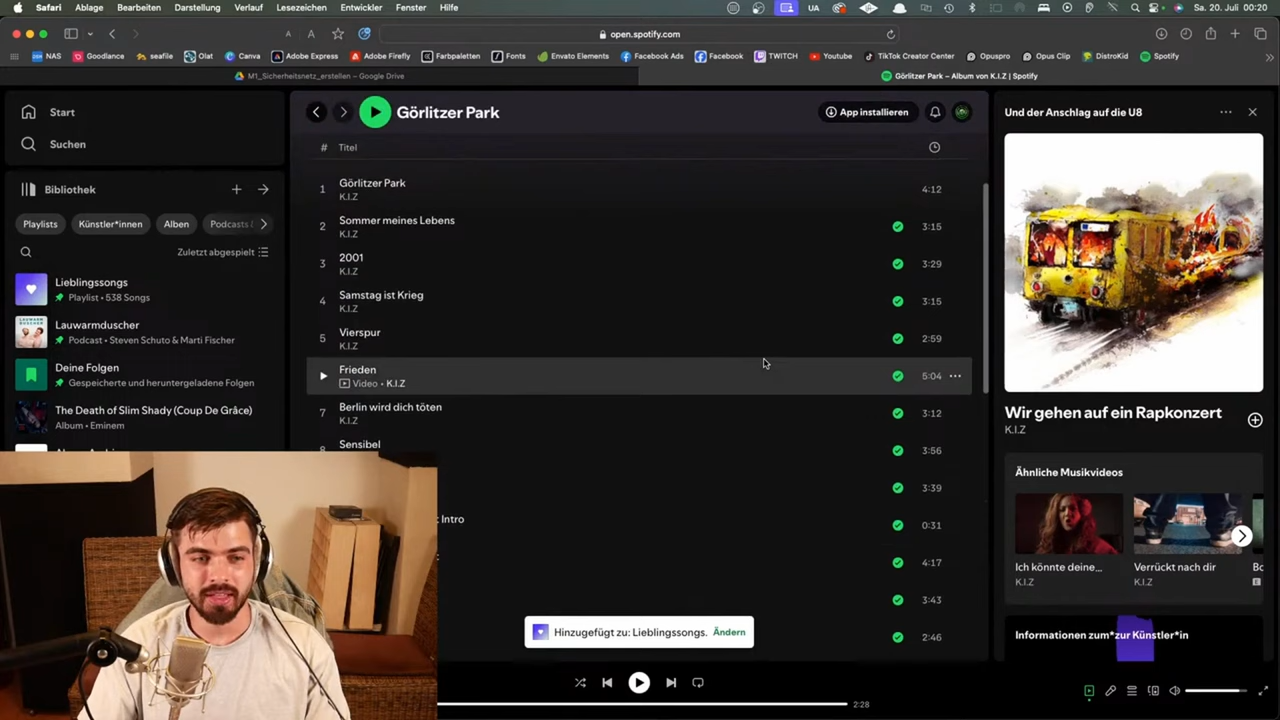 Safari Ablage Bearbeiten Darstellung Verlauf Lesezeichen Entwickler Fenster Hilfe
UA
Sa. 20. Juli 00:20
A A
open.spotify.com
NAS Goodlance seafile Olat Canva Adobe Express Adobe Firefly Farbpaletten Fonts Envato Elements Facebook Ads Facebook TWITCH Youtube TikTok Creator Center Opuspro Opus Clip DistroKid Spotify
M1_Sicherheitsnetz_erstellen – Google Drive
Görlitzer Park – Album von K.I.Z | Spotify
Start
Suchen
Bibliothek
Playlists Künstler*innen Alben Podcasts
Zuletzt abgespielt
Lieblingssongs
Playlist • 538 Songs
Lauwarmduscher
Podcast • Steven Schuto & Marti Fischer
Deine Folgen
Gespeicherte und heruntergeladene Folgen
The Death of Slim Shady (Coup De Grâce)
Album • Eminem
Görlitzer Park
App installieren
# Titel
1 Görlitzer Park 4:12
K.I.Z
2 Sommer meines Lebens 3:15
K.I.Z
3 2001 3:29
K.I.Z
4 Samstag ist Krieg 3:15
K.I.Z
5 Vierspur 2:59
K.I.Z
Frieden 5:04
Video • K.I.Z
7 Berlin wird dich töten 3:12
K.I.Z
Sensibel 3:56
3:39
t Intro 0:31
4:17
3:43
2:46
Hinzugefügt zu: Lieblingssongs. Ändern
2:28
Und der Anschlag auf die U8
Wir gehen auf ein Rapkonzert
K.I.Z
Ähnliche Musikvideos
Ich könnte deine...
K.I.Z
Verrückt nach dir
K.I.Z
Bo
E
Informationen zum*zur Künstler*in